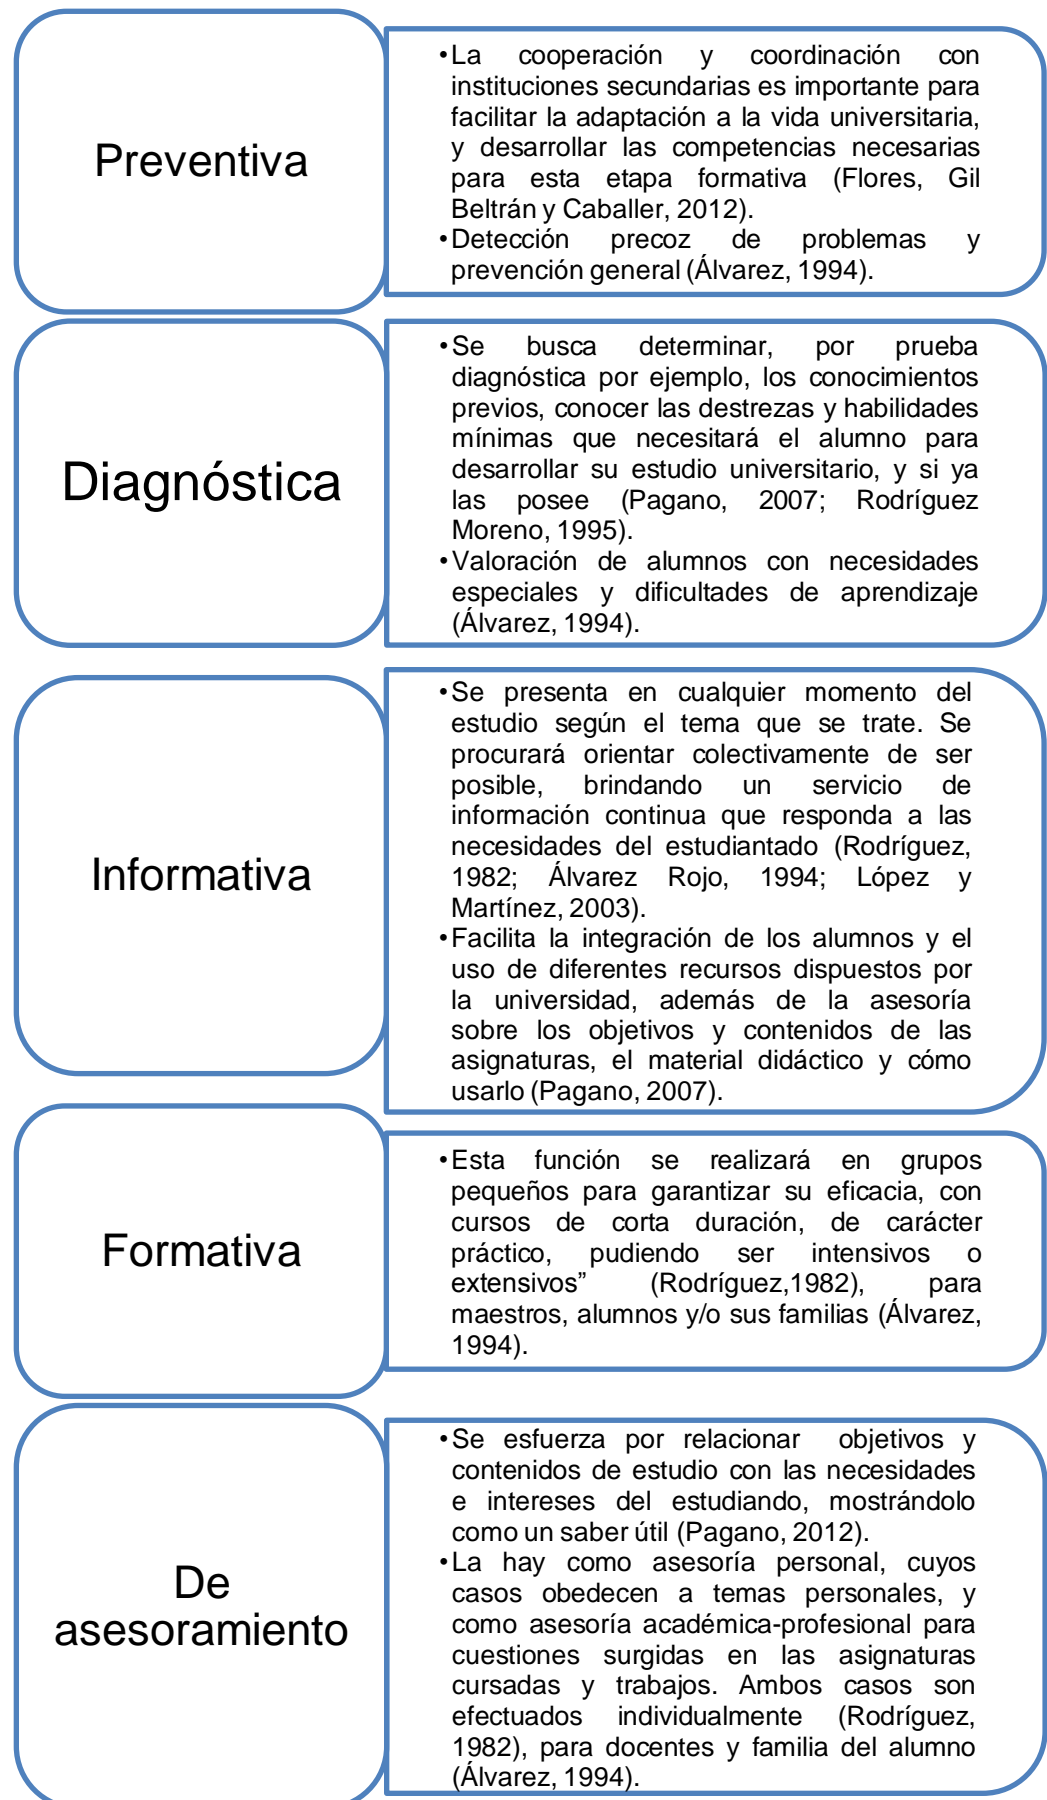 Preventiva
•La cooperación y coordinación con
instituciones secundarias es importante para
facilitar la adaptación a la vida universitaria,
y desarrollar las competencias necesarias
para esta etapa formativa (Flores, Gil
Beltrán y Caballer, 2012).
•Detección precoz de problemas y
prevención general (Álvarez, 1994).
Diagnóstica
•Se busca determinar, por prueba
diagnóstica por ejemplo, los conocimientos
previos, conocer las destrezas y habilidades
mínimas que necesitará el alumno para
desarrollar su estudio universitario, y si ya
las posee (Pagano, 2007; Rodríguez
Moreno, 1995).
•Valoración de alumnos con necesidades
especiales y dificultades de aprendizaje
(Álvarez, 1994).
Informativa
•Se presenta en cualquier momento del
estudio según el tema que se trate. Se
procurará orientar colectivamente de ser
posible, brindando un servicio de
información continua que responda a las
necesidades del estudiantado (Rodríguez,
1982; Álvarez Rojo, 1994; López y
Martínez, 2003).
•Facilita la integración de los alumnos y el
uso de diferentes recursos dispuestos por
la universidad, además de la asesoría
sobre los objetivos y contenidos de las
asignaturas, el material didáctico y cómo
usarlo (Pagano, 2007).
Formativa
•Esta función se realizará en grupos
pequeños para garantizar su eficacia, con
cursos de corta duración, de carácter
práctico, pudiendo ser intensivos o
extensivos” (Rodríguez,1982), para
maestros, alumnos y/o sus familias (Álvarez,
1994).
De
asesoramiento
•Se esfuerza por relacionar objetivos y
contenidos de estudio con las necesidades
e intereses del estudiando, mostrándolo
como un saber útil (Pagano, 2012).
•La hay como asesoría personal, cuyos
casos obedecen a temas personales, y
como asesoría académica-profesional para
cuestiones surgidas en las asignaturas
cursadas y trabajos. Ambos casos son
efectuados individualmente (Rodríguez,
1982), para docentes y familia del alumno
(Álvarez, 1994).